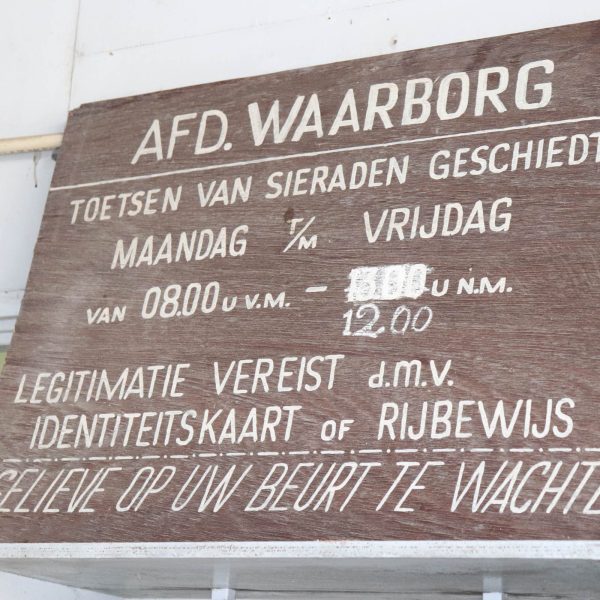 AFD. WAARBORG
TOETSEN VAN SIERADEN GESCHIEDT
MAANDAG T/M VRIJDAG
VAN 08.00 U V.M. - U N.M.
12.00
LEGITIMATIE VEREIST d.m.v.
IDENTITEITSKAART OF RIJBEWIJS
GELIEVE OP UW BEURT TE WACHTE